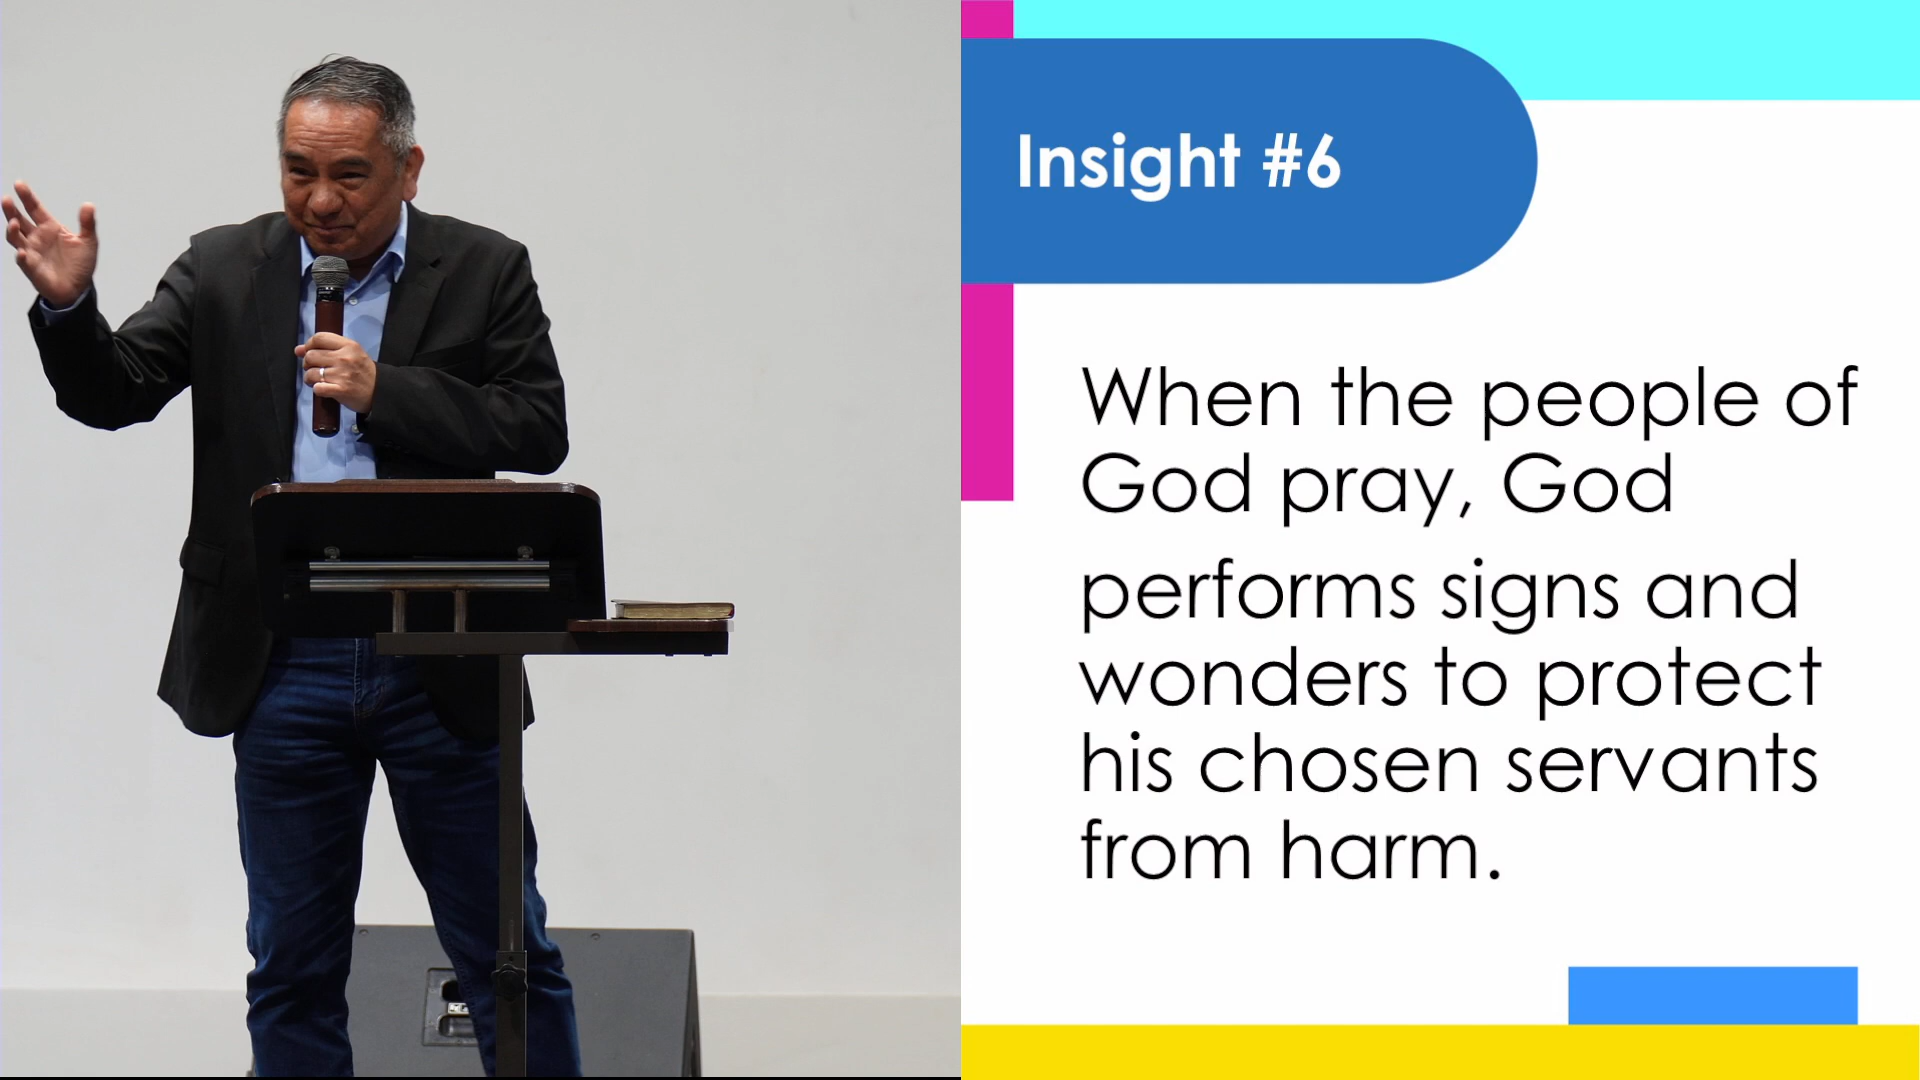 Insight #6
When the people of
God pray, God
performs signs and
wonders to protect
his chosen servants
from harm.